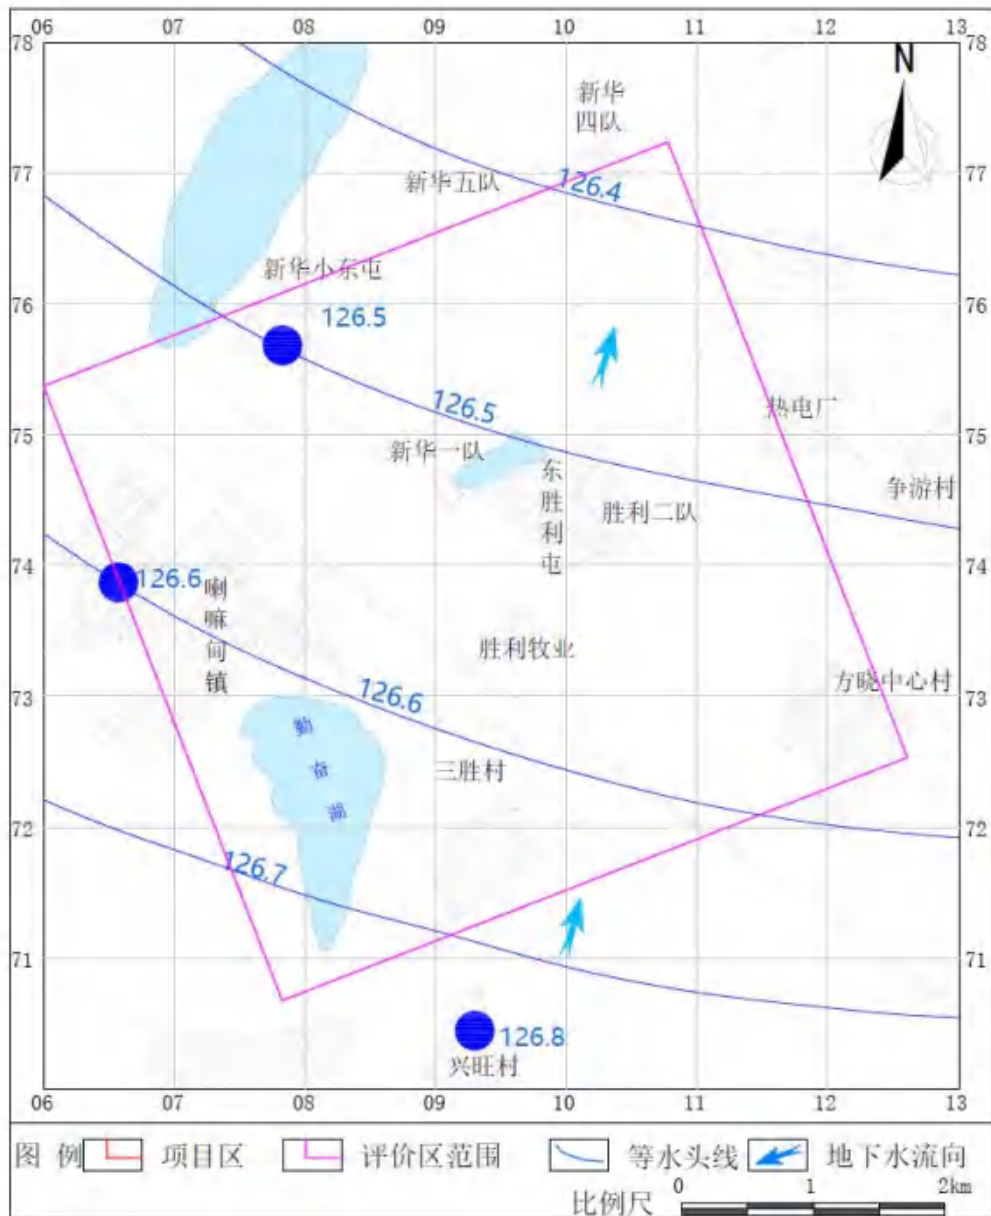 06 07 08 09 10 11 12 13
78 78
N
新华
四队
77 77
新华五队
126.4
新华小东屯
76 76
126.5
126.5
热电厂
75 75
新华一队
东胜利屯
争游村
胜利二队
74 74
126.6
喇嘛甸镇
胜利牧业
73 73
126.6
方晓中心村
勤奋湖
三胜村
72 72
126.7
71 71
126.8
兴旺村
06 07 08 09 10 11 12 13
图 例 项目区 评价区范围 等水头线 地下水流向
比例尺 0 1 2km